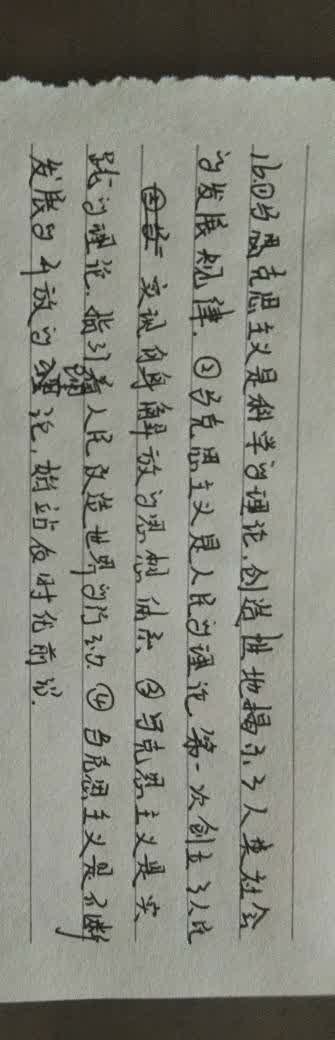 16.①马克思主义是科学的理论,创造性地揭示了人类社会
的发展规律.②马克思主义是人民的理论,第一次创立了人民
实现自身解放的思想体系.③马克思主义是实
践的理论,指引着人民改造世界的行动.④马克思主义是不断
发展的开放的理论,始站在时代前沿.